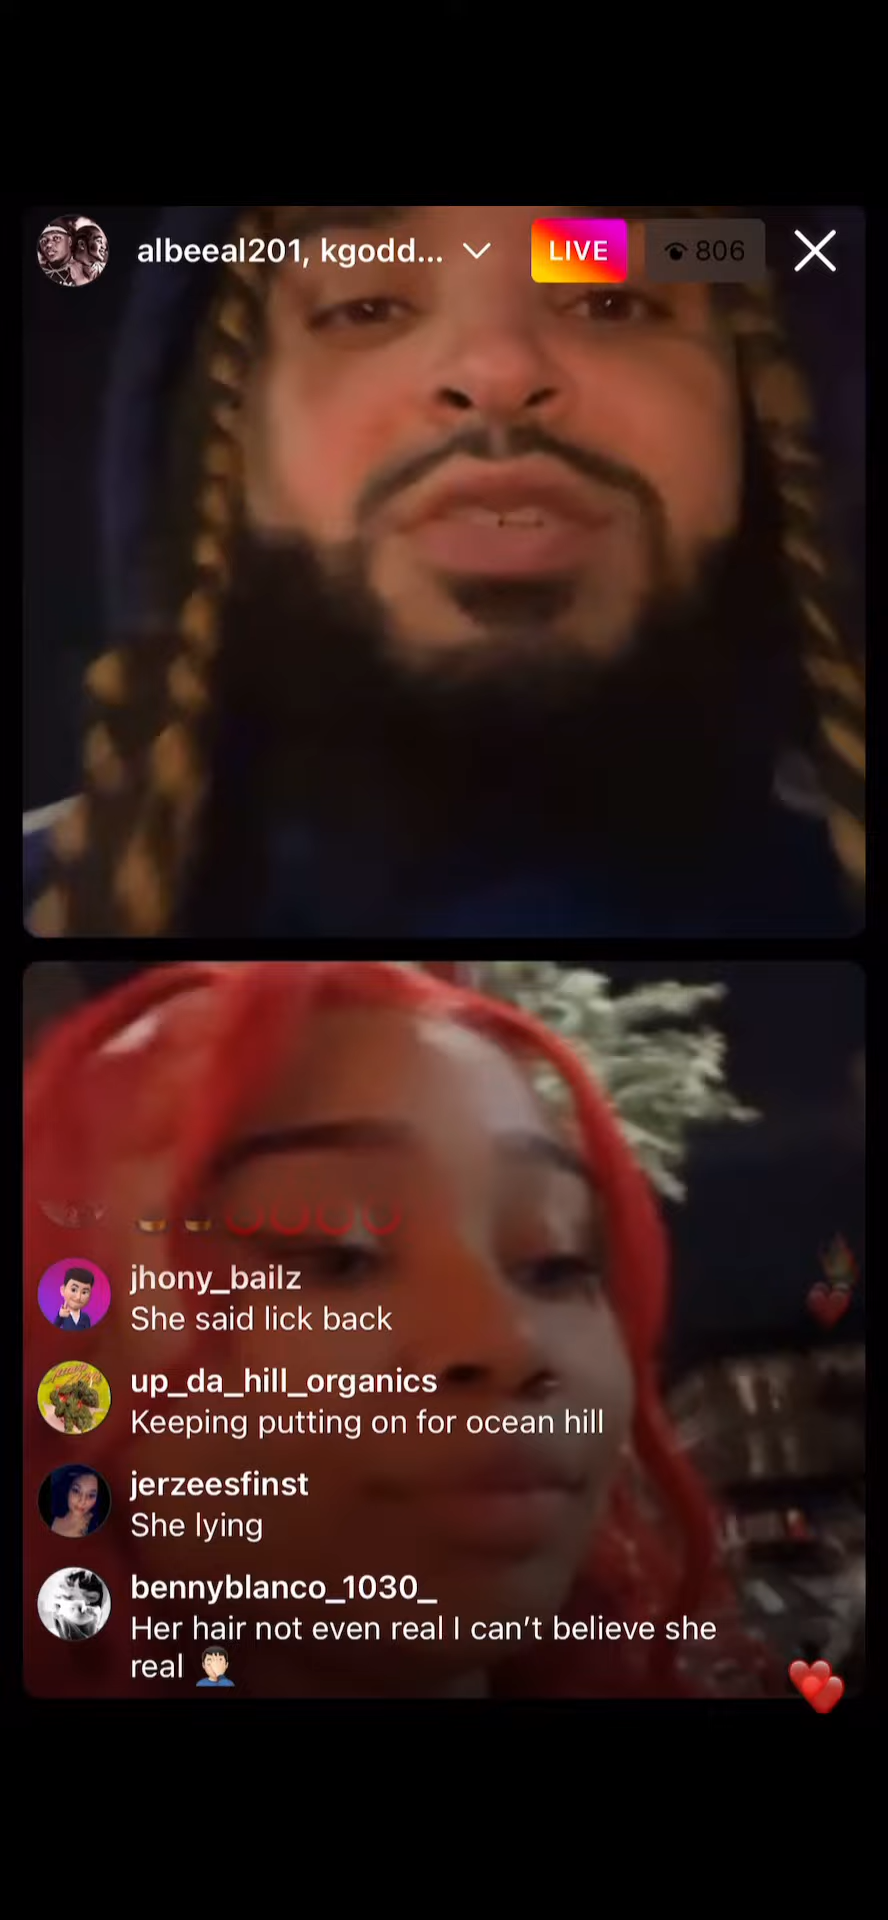 albeeal201, kgodd...
LIVE
806
jhony_bailz
She said lick back
up_da_hill_organics
Keeping putting on for ocean hill
jerzeesfinst
She lying
bennyblanco_1030_
Her hair not even real I can’t believe she
real 🤦🏻‍♂️